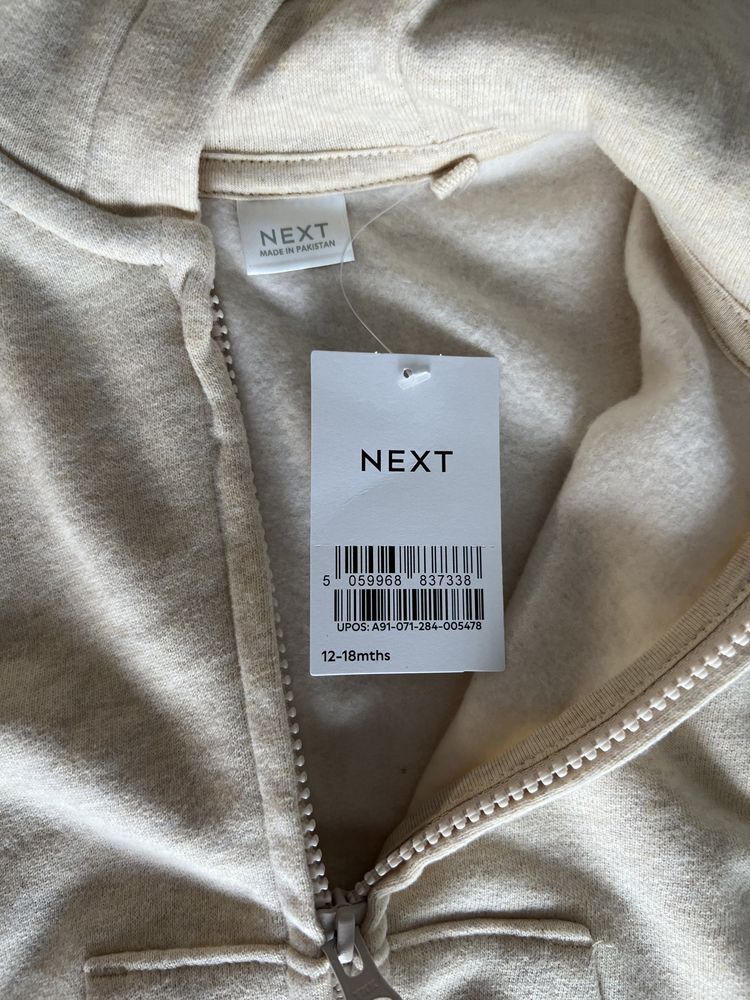 NEXT
MADE IN PAKISTAN
NEXT
5 059968 837338
UPOS: A91-071-284-005478
12-18mths